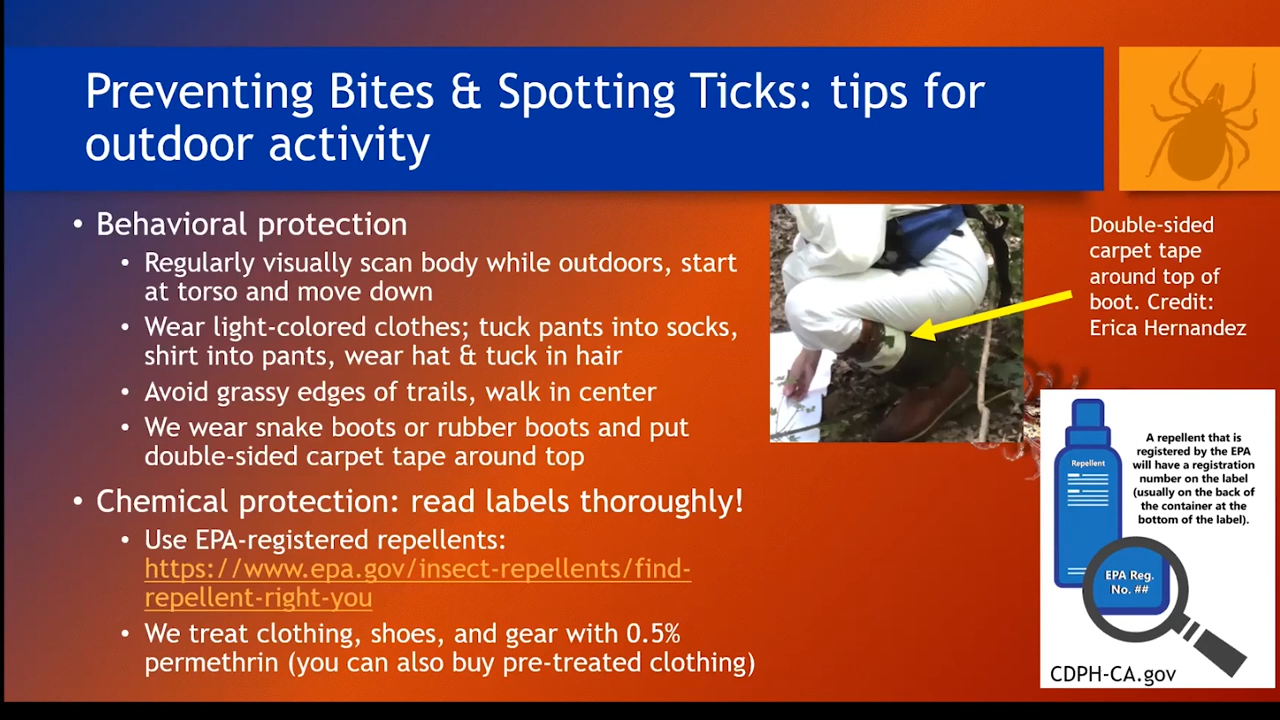 Preventing Bites & Spotting Ticks: tips for
outdoor activity
• Behavioral protection
• Regularly visually scan body while outdoors, start
at torso and move down
• Wear light-colored clothes; tuck pants into socks,
shirt into pants, wear hat & tuck in hair
• Avoid grassy edges of trails, walk in center
• We wear snake boots or rubber boots and put
double-sided carpet tape around top
• Chemical protection: read labels thoroughly!
• Use EPA-registered repellents:
https://www.epa.gov/insect-repellents/find-
repellent-right-you
• We treat clothing, shoes, and gear with 0.5%
permethrin (you can also buy pre-treated clothing)
Double-sided
carpet tape
around top of
boot. Credit:
Erica Hernandez
Repellent
A repellent that is
registered by the EPA
will have a registration
number on the label
(usually on the back of
the container at the
bottom of the label).
EPA Reg.
No. ##
CDPH-CA.gov